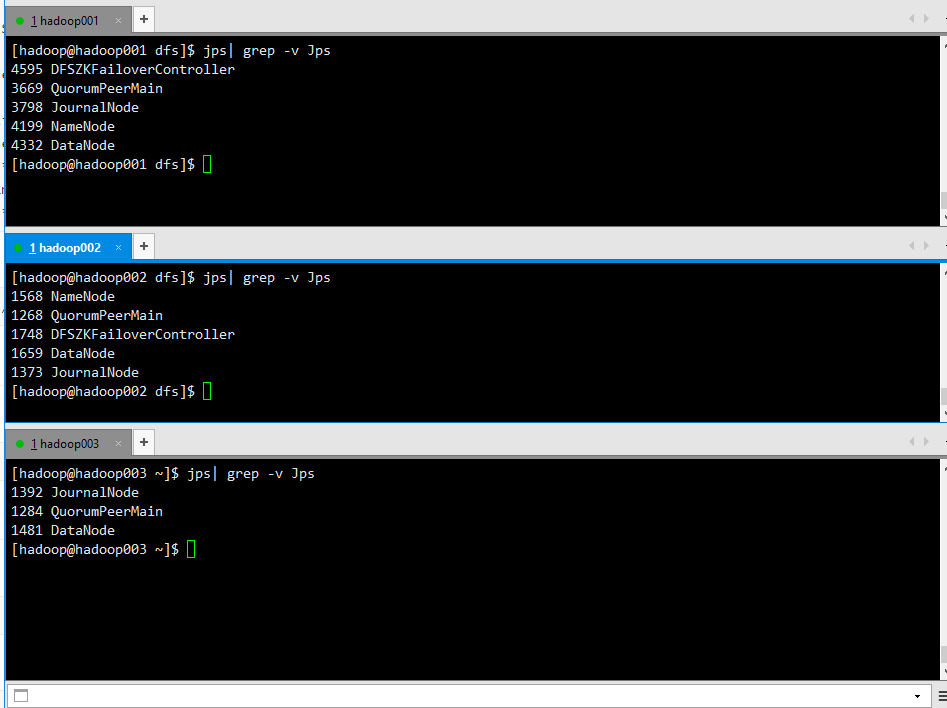 1 hadoop001 × +
[hadoop@hadoop001 dfs]$ jps| grep -v Jps
4595 DFSZKFailoverController
3669 QuorumPeerMain
3798 JournalNode
4199 NameNode
4332 DataNode
[hadoop@hadoop001 dfs]$
1 hadoop002 × +
[hadoop@hadoop002 dfs]$ jps| grep -v Jps
1568 NameNode
1268 QuorumPeerMain
1748 DFSZKFailoverController
1659 DataNode
1373 JournalNode
[hadoop@hadoop002 dfs]$
1 hadoop003 × +
[hadoop@hadoop003 ~]$ jps| grep -v Jps
1392 JournalNode
1284 QuorumPeerMain
1481 DataNode
[hadoop@hadoop003 ~]$